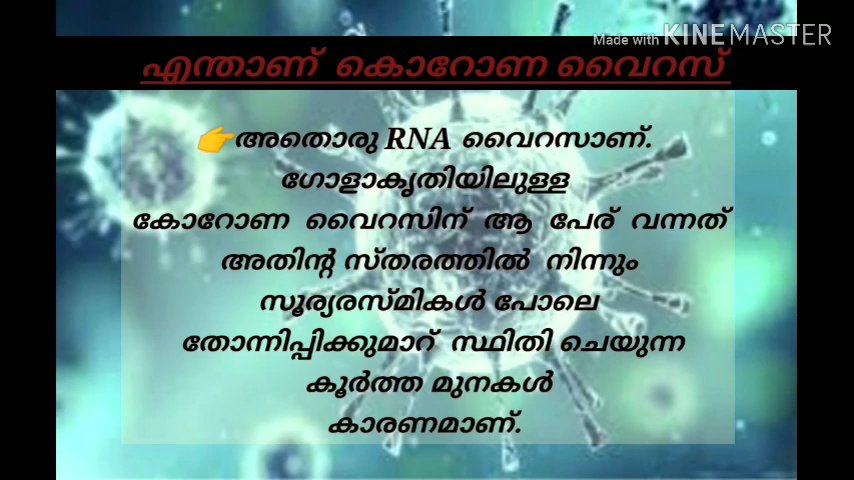 Made with KINEMASTER
എന്താണ് കൊറോണ വൈറസ്
👉അതൊരു RNA വൈറസാണ്.
ഗോളാകൃതിയിലുള്ള
കോറോണ വൈറസിന് ആ പേര് വന്നത്
അതിന്റ സ്തരത്തിൽ നിന്നും
സൂര്യരസ്മികൾ പോലെ
തോന്നിപ്പിക്കുമാറ് സ്ഥിതി ചെയുന്ന
കൂർത്ത മുനകൾ
കാരണമാണ്.